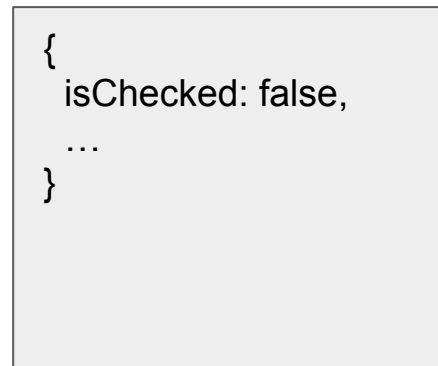 {
isChecked: false,
…
}